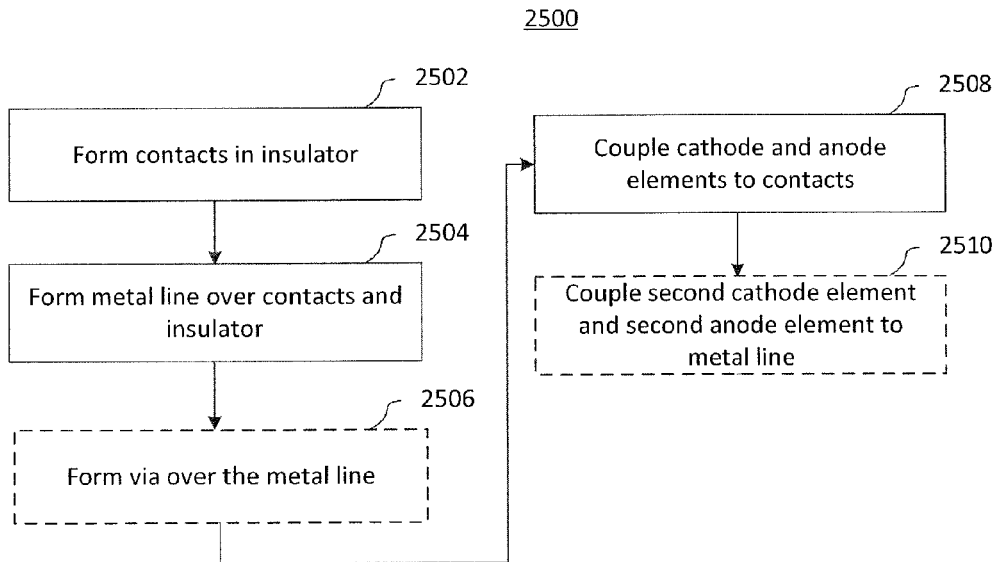 2500
2502
Form contacts in insulator
2504
Form metal line over contacts and
insulator
2506
Form via over the metal line
2508
Couple cathode and anode
elements to contacts
2510
Couple second cathode element
and second anode element to
metal line